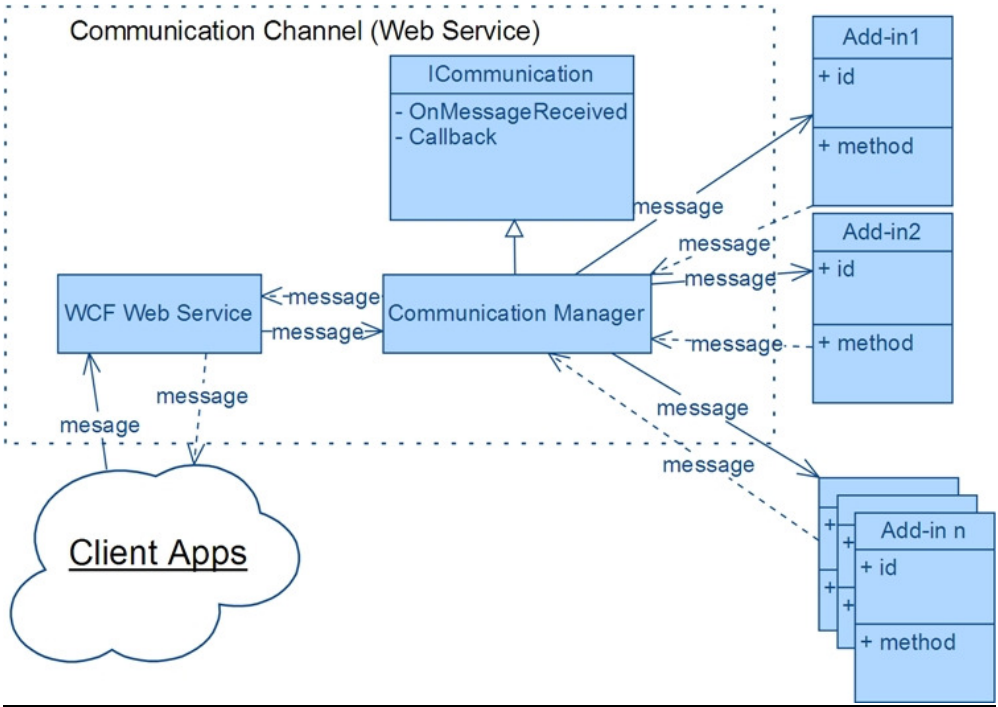 Communication Channel (Web Service)
ICommunication
- OnMessageReceived
- Callback
Add-in1
+ id
+ method
message
message
Add-in2
+ id
+ method
message
message
WCF Web Service
message
message
Communication Manager
message
mesage
message
message
Client Apps
+
+
+
+
Add-in n
+ id
+ method